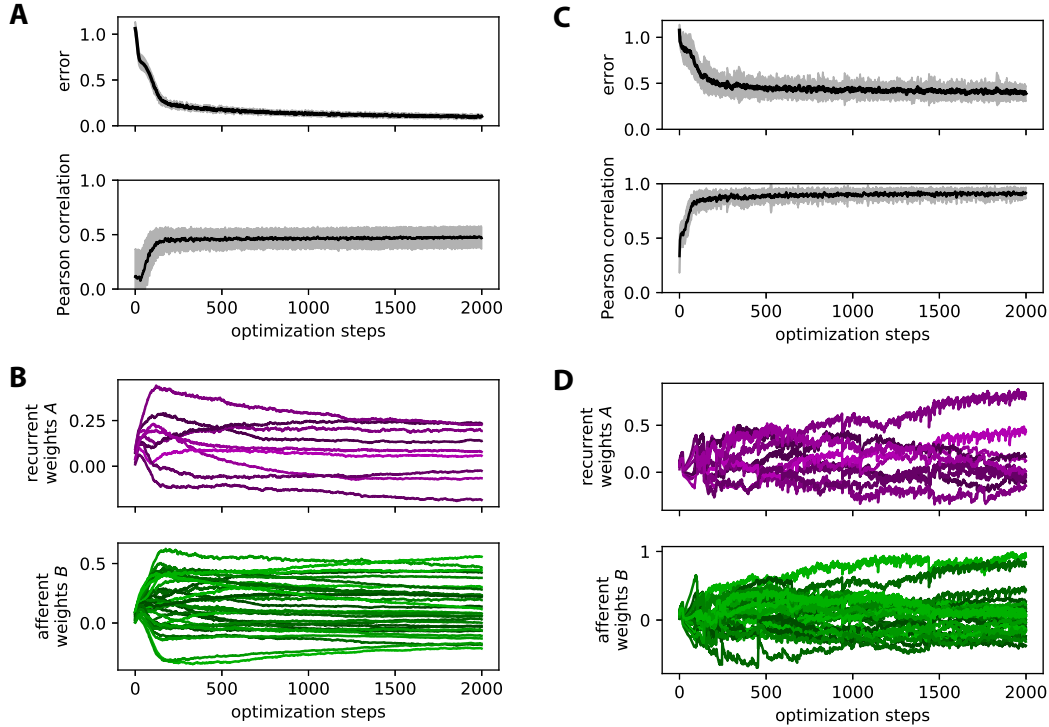 A
1.0
0.5
0.0
error
1.0
0.5
0.0
Pearson correlation
0
500
1000
1500
2000
optimization steps
B
0.25
0.00
recurrent
weights A
0.5
0.0
afferent
weights B
0
500
1000
1500
2000
optimization steps
C
1.0
0.5
0.0
error
1.0
0.5
0.0
Pearson correlation
0
500
1000
1500
2000
optimization steps
D
0.5
0.0
recurrent
weights A
1
0
afferent
weights B
0
500
1000
1500
2000
optimization steps